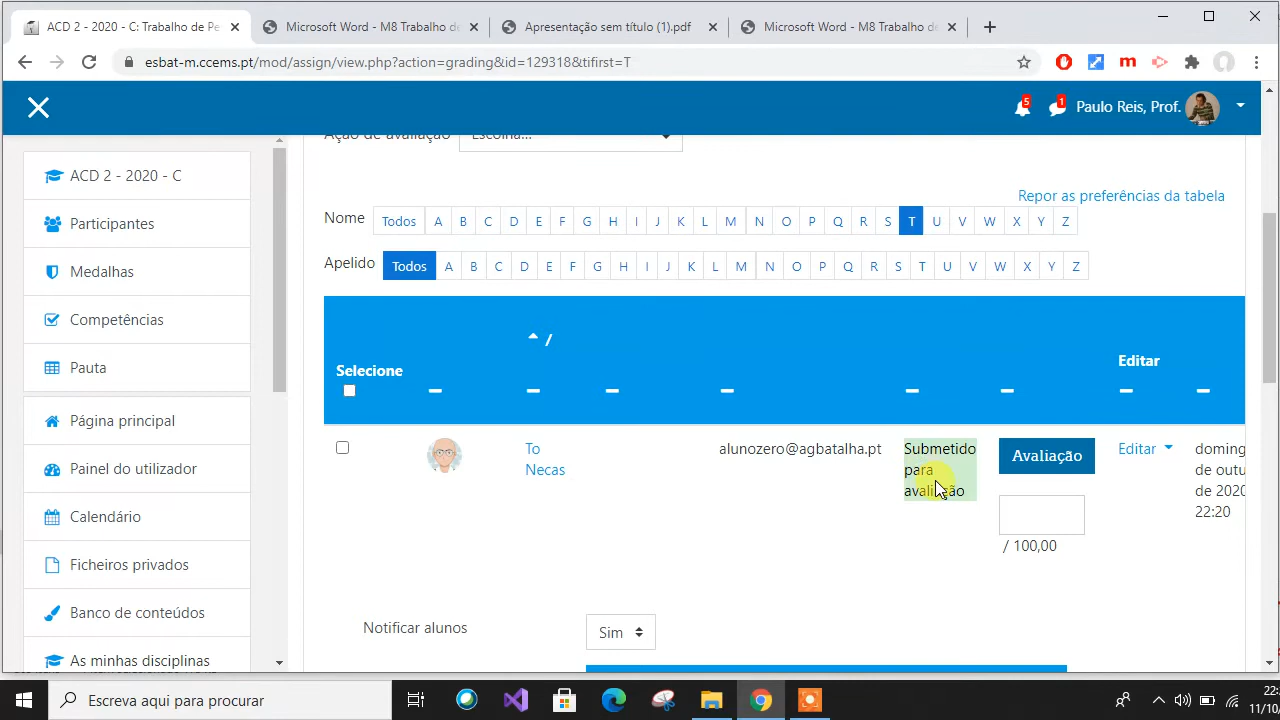 ACD 2 - 2020 - C: Trabalho de Pe
Microsoft Word - M8 Trabalho d
Apresentação sem título (1).pdf
Microsoft Word - M8 Trabalho de
esbat-m.ccems.pt/mod/assign/view.php?action=grading&id=129318&tifirst=T
5
1
Paulo Reis, Prof.
ACD 2 - 2020 - C
Participantes
Medalhas
Competências
Pauta
Página principal
Painel do utilizador
Calendário
Ficheiros privados
Banco de conteúdos
As minhas disciplinas
Ação de avaliação
Escolha...
Repor as preferências da tabela
Nome Todos A B C D E F G H I J K L M N O P Q R S T U V W X Y Z
Apelido Todos A B C D E F G H I J K L M N O P Q R S T U V W X Y Z
/
Selecione
Editar
To
Necas
alunozero@agbatalha.pt
Submetido
para
avaliação
Avaliação
/ 100,00
Editar
doming
de outu
de 2020
22:20
Notificar alunos
Sim
Escreva aqui para procurar
22:
11/10